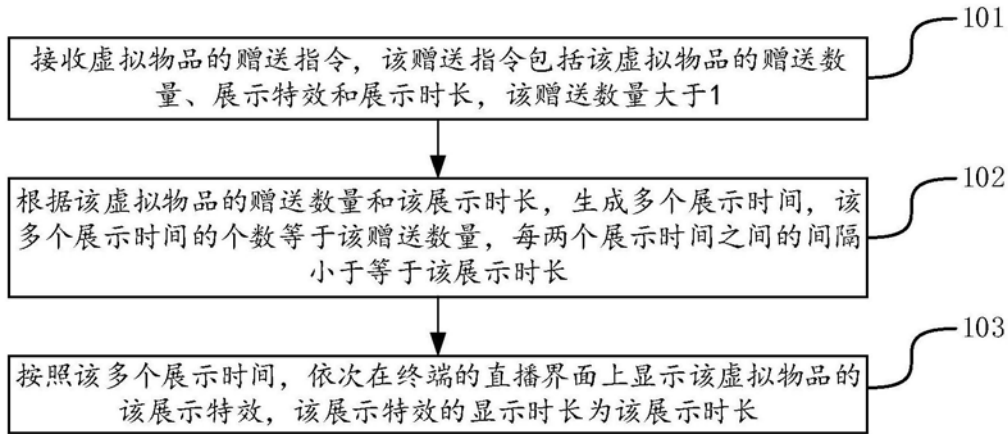 101
接收虚拟物品的赠送指令，该赠送指令包括该虚拟物品的赠送数
量、展示特效和展示时长，该赠送数量大于1
102
根据该虚拟物品的赠送数量和该展示时长，生成多个展示时间，该
多个展示时间的个数等于该赠送数量，每两个展示时间之间的间隔
小于等于该展示时长
103
按照该多个展示时间，依次在终端的直播界面上显示该虚拟物品的
该展示特效，该展示特效的显示时长为该展示时长